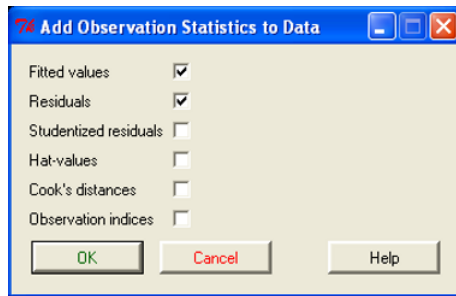 Add Observation Statistics to Data
Fitted values
Residuals
Studentized residuals
Hat-values
Cook's distances
Observation indices
OK Cancel Help